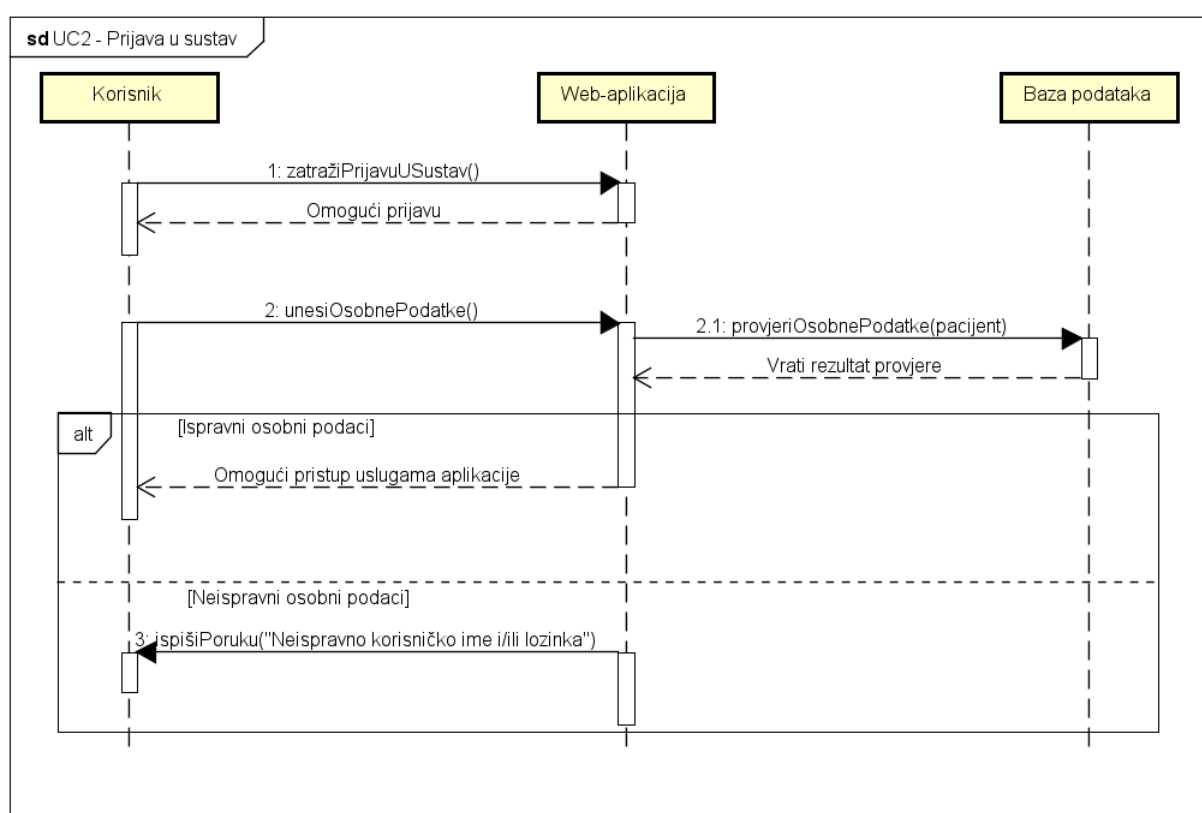 sd UC2 - Prijava u sustav
Korisnik
Web-aplikacija
Baza podataka
1: zatražiPrijavuUSustav()
Omogući prijavu
2: unesiOsobnePodatke()
2.1: provjeriOsobnePodatke(pacijent)
Vrati rezultat provjere
alt
[Ispravni osobni podaci]
Omogući pristup uslugama aplikacije
[Neispravni osobni podaci]
3: ispišiPoruku("Neispravno korisničko ime i/ili lozinka")